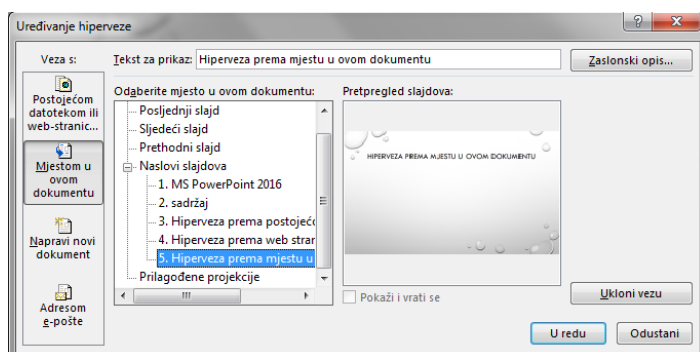 Uređivanje hiperveze
Veza s:
Tekst za prikaz: Hiperveza prema mjestu u ovom dokumentu
Zaslonski opis...
Postojećom
datotekom ili
web-stranic...
Mjestom u
ovom
dokumentu
Napravi novi
dokument
Adresom
e-pošte
Odaberite mjesto u ovom dokumentu:
Posljednji slajd
Sljedeći slajd
Prethodni slajd
Naslovi slajdova
1. MS PowerPoint 2016
2. sadržaj
3. Hiperveza prema postojećo
4. Hiperveza prema web stran
5. Hiperveza prema mjestu u
Prilagođene projekcije
Pretpregled slajdova:
HIPERVEZA PREMA MJESTU U OVOM DOKUMENTU
Pokaži i vrati se
Ukloni vezu
U redu
Odustani